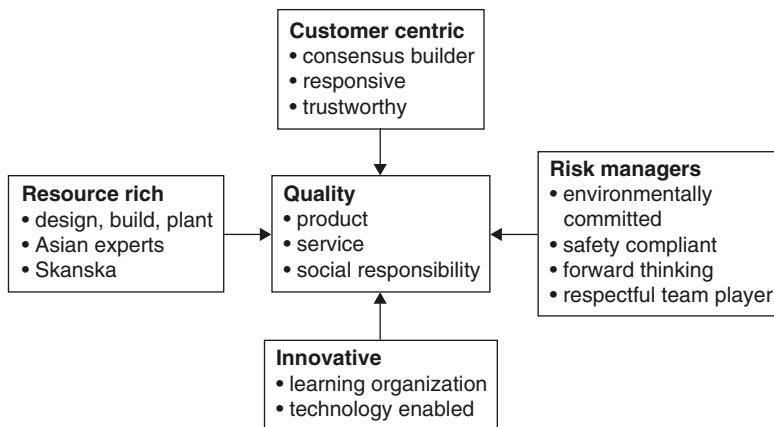 Customer centric
• consensus builder
• responsive
• trustworthy
Resource rich
• design, build, plant
• Asian experts
• Skanska
Quality
• product
• service
• social responsibility
Risk managers
• environmentally
committed
• safety compliant
• forward thinking
• respectful team player
Innovative
• learning organization
• technology enabled